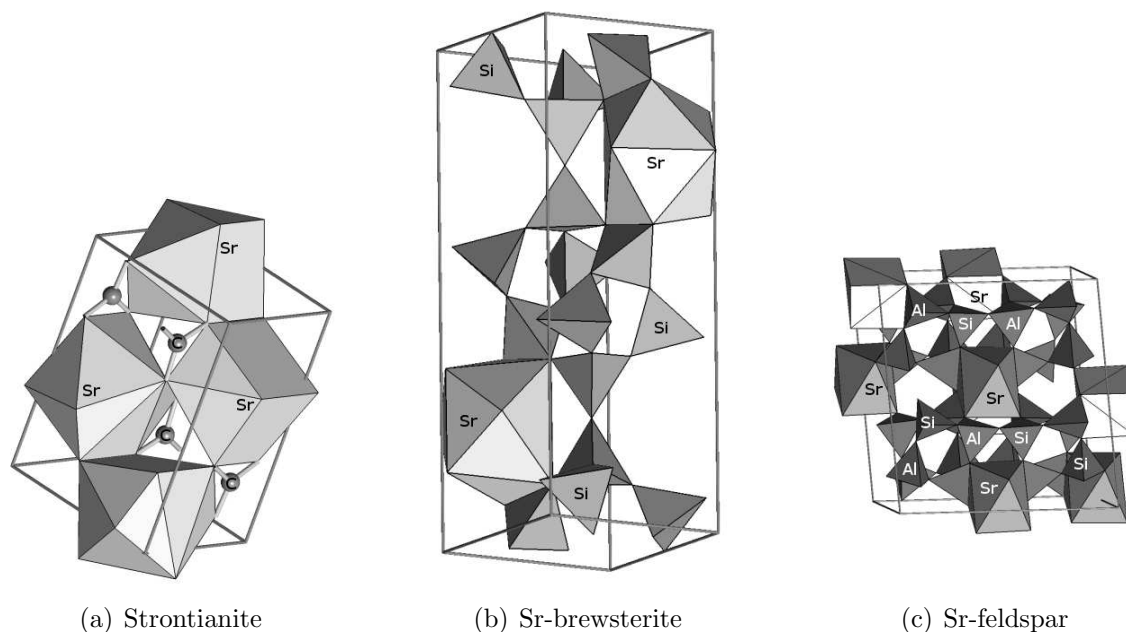 Sr
C
Sr
Sr
C
C
(a) Strontianite
Si
Sr
Si
Sr
Si
(b) Sr-brewsterite
Sr
Al
Si
Al
Sr
Sr
Si
Al
Si
Al
Sr
Si
(c) Sr-feldspar